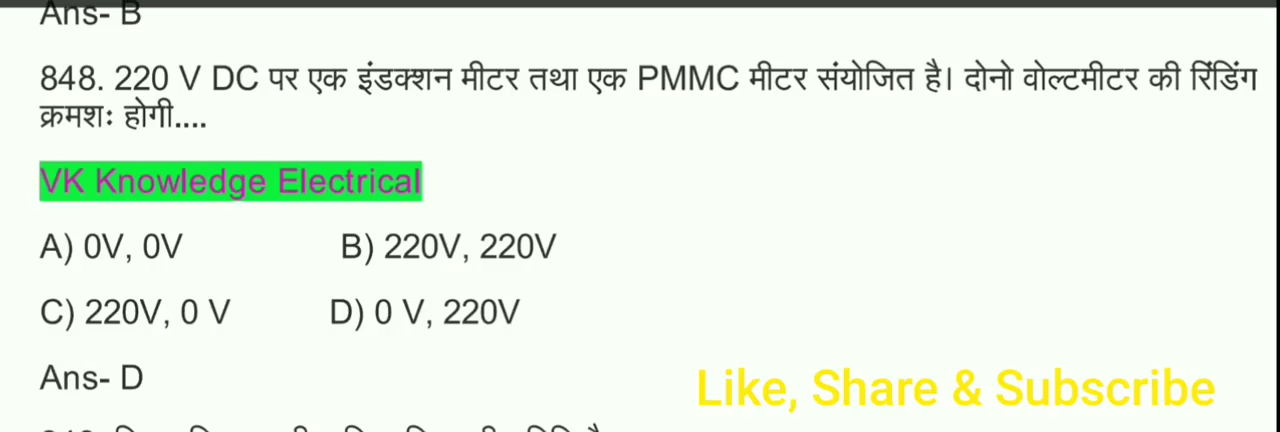 Ans- B
848. 220 V DC पर एक इंडक्शन मीटर तथा एक PMMC मीटर संयोजित है। दोनो वोल्टमीटर की रिंडिंग
क्रमशः होगी....
VK Knowledge Electrical
A) 0V, 0V B) 220V, 220V
C) 220V, 0 V D) 0 V, 220V
Ans- D
Like, Share & Subscribe